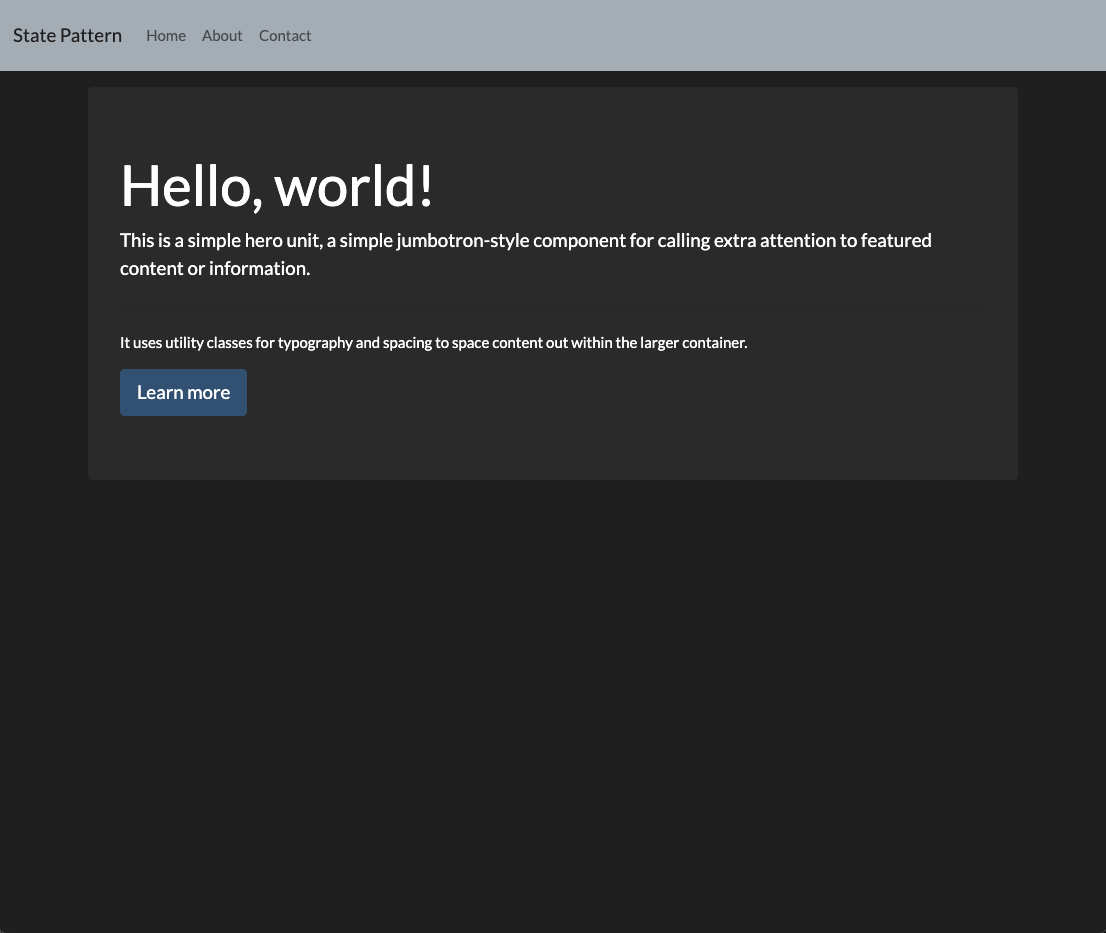 State Pattern Home About Contact
Hello, world!
This is a simple hero unit, a simple jumbotron-style component for calling extra attention to featured
content or information.
It uses utility classes for typography and spacing to space content out within the larger container.
Learn more